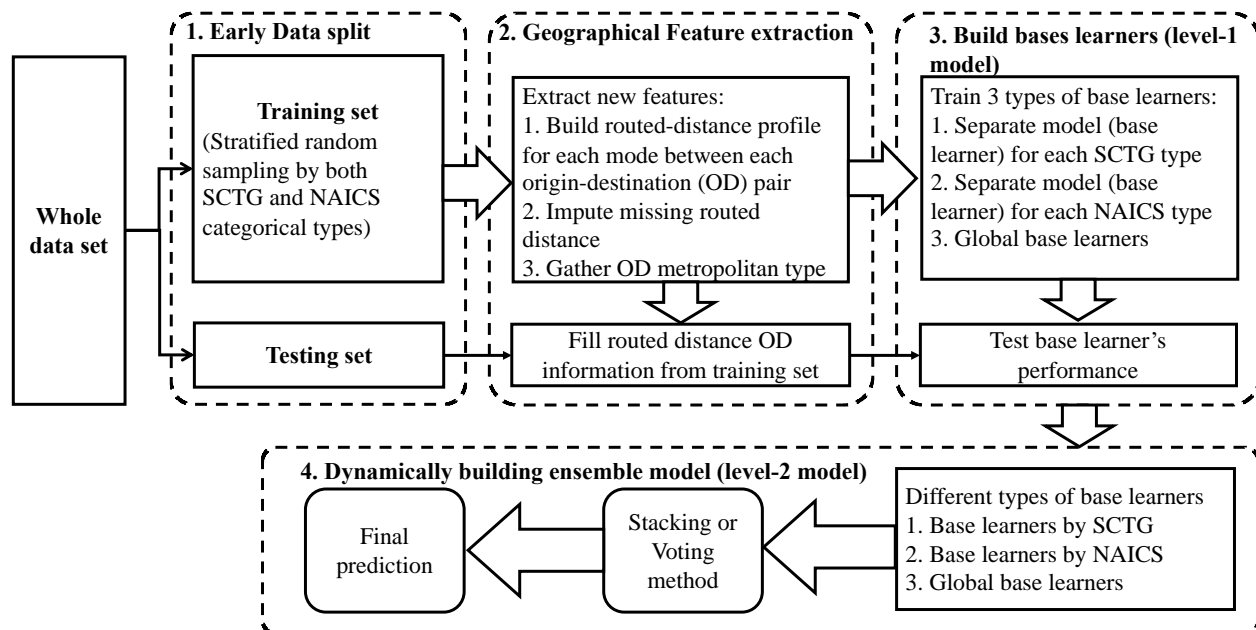 Whole
data set
1. Early Data split
Training set
(Stratified random
sampling by both
SCTG and NAICS
categorical types)
Testing set
2. Geographical Feature extraction
Extract new features:
1. Build routed-distance profile
for each mode between each
origin-destination (OD) pair
2. Impute missing routed
distance
3. Gather OD metropolitan type
Fill routed distance OD
information from training set
3. Build bases learners (level-1
model)
Train 3 types of base learners:
1. Separate model (base
learner) for each SCTG type
2. Separate model (base
learner) for each NAICS type
3. Global base learners
Test base learner’s
performance
4. Dynamically building ensemble model (level-2 model)
Different types of base learners
1. Base learners by SCTG
2. Base learners by NAICS
3. Global base learners
Stacking or
Voting
method
Final
prediction